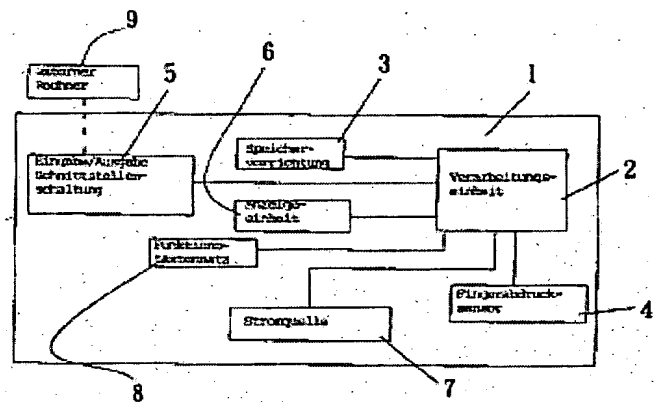 9
Externer
Rechner
5
6
3
1
Eingabe/Ausgabe
Schnittstellen-
schaltung
Speicher-
vorrichtung
Verarbeitungs-
einheit
2
Anzeige-
einheit
Funktions-
tastensatz
Stromquelle
Fingerabdruck-
sensor
4
8
7